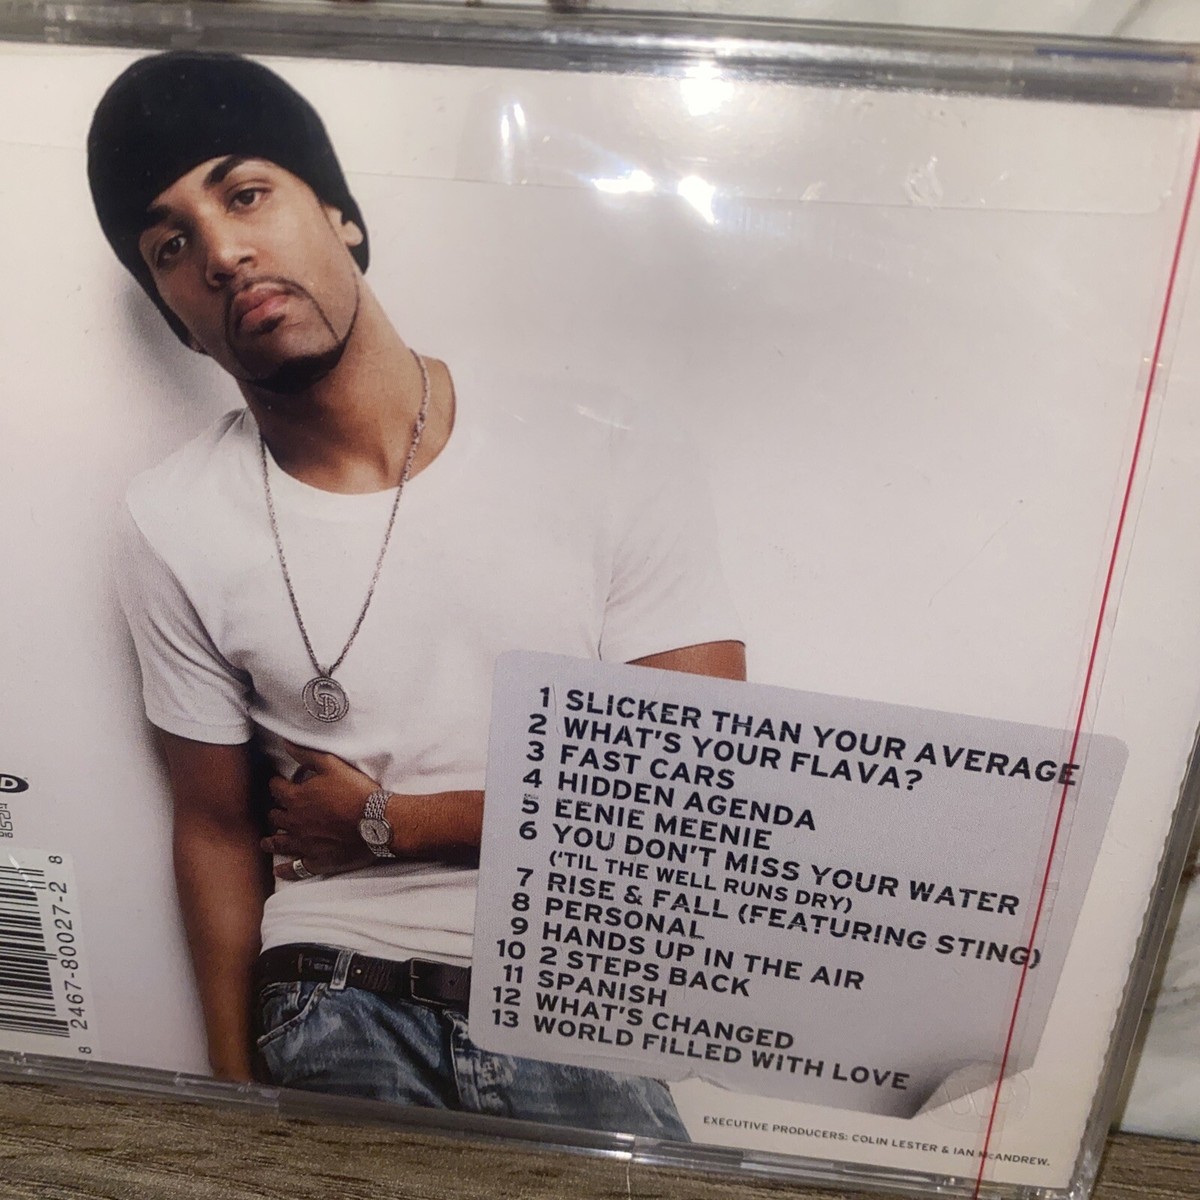 1 SLICKER THAN YOUR AVERAGE
2 WHAT'S YOUR FLAVA?
3 FAST CARS
4 HIDDEN AGENDA
5 EENIE MEENIE
6 YOU DON'T MISS YOUR WATER
('TIL THE WELL RUNS DRY)
7 RISE & FALL (FEATURING STING)
8 PERSONAL
9 HANDS UP IN THE AIR
10 2 STEPS BACK
11 SPANISH
12 WHAT'S CHANGED
13 WORLD FILLED WITH LOVE
EXECUTIVE PRODUCERS: COLIN LESTER & IAN McANDREW.
8 2467-80027-2 8
CD